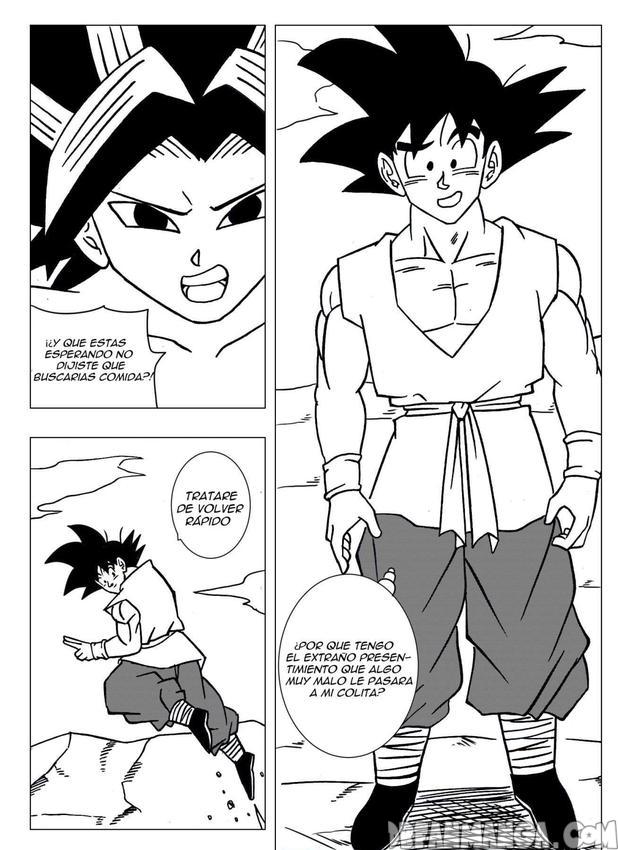 ¡¿Y QUE ESTAS
ESPERANDO NO
DIJISTE QUE
BUSCARIAS COMIDA?!
TRATARE
DE VOLVER
RÁPIDO
¿POR QUE TENGO
EL EXTRAÑO PRESEN-
TIMIENTO QUE ALGO
MUY MALO LE PASARA
A MI COLITA?